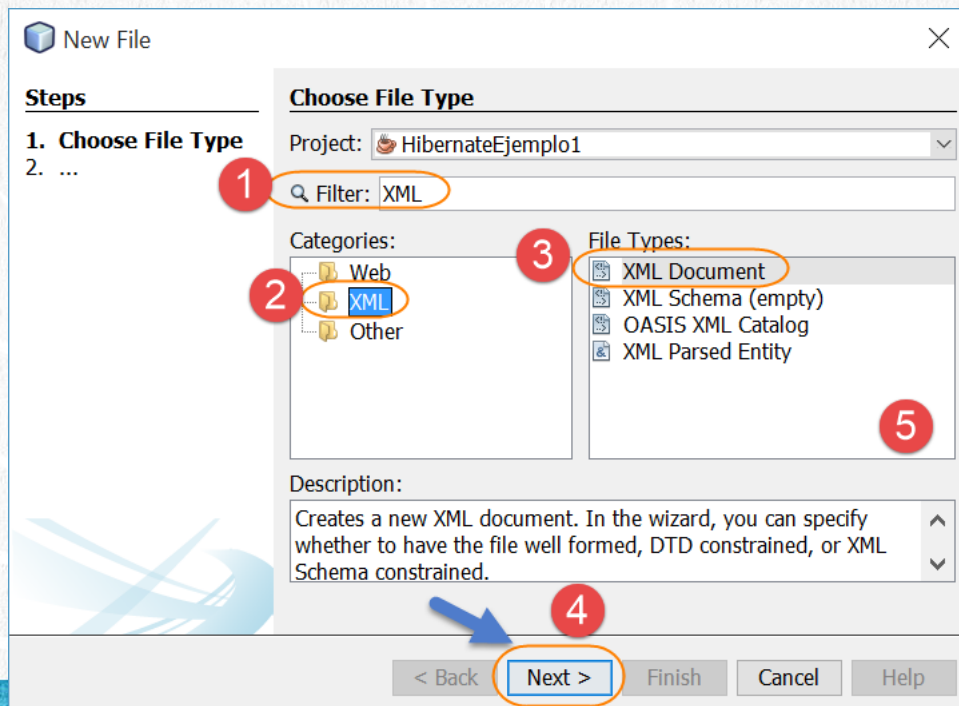 New File
Steps
1. Choose File Type
2. ...
Choose File Type
Project: HibernateEjemplo1
1
Filter: XML
Categories:
Web
2
XML
Other
3
File Types:
XML Document
XML Schema (empty)
OASIS XML Catalog
XML Parsed Entity
5
Description:
Creates a new XML document. In the wizard, you can specify
whether to have the file well formed, DTD constrained, or XML
Schema constrained.
4
< Back Next > Finish Cancel Help